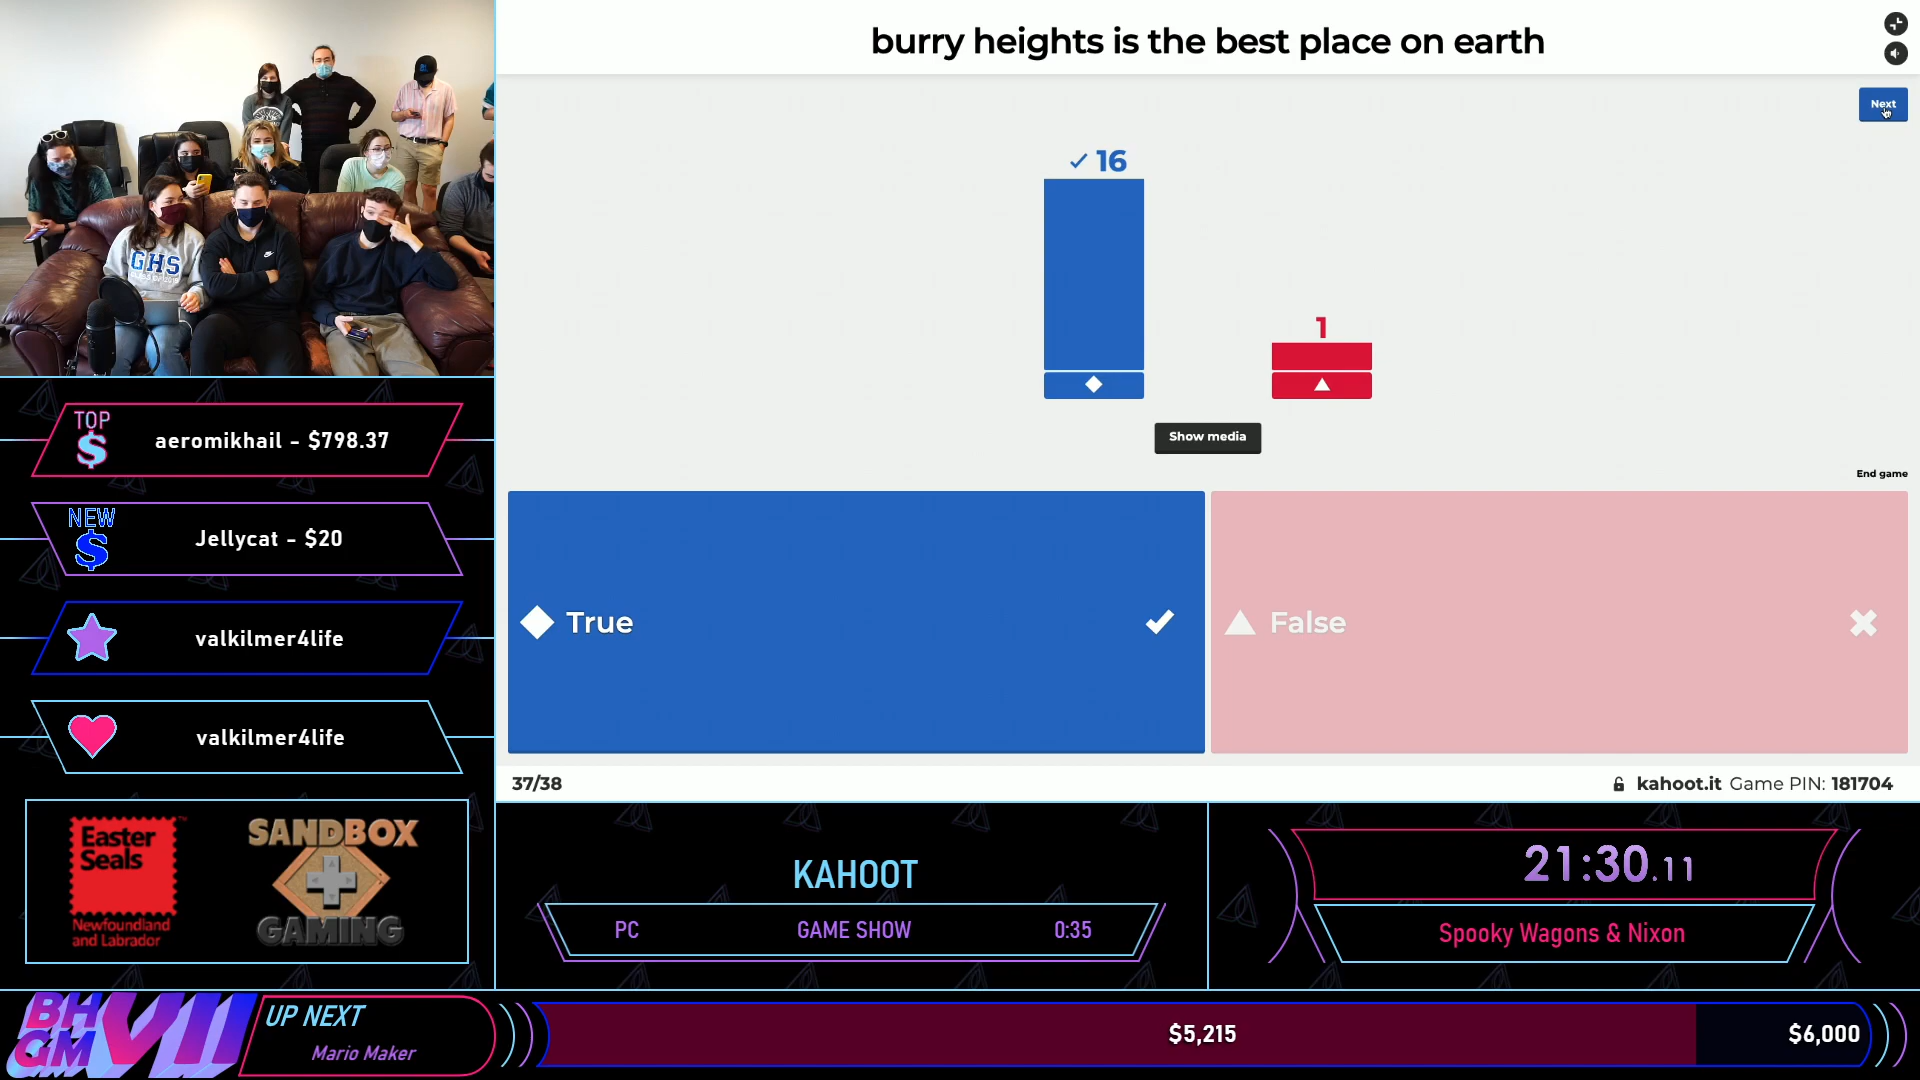 burry heights is the best place on earth
Next
16
1
Show media
End game
True
False
37/38
kahoot.it Game PIN: 181704
GHS
TOP
$
aeromikhail - $798.37
NEW
$
Jellycat - $20
valkilmer4life
valkilmer4life
Easter
Seals
™
Newfoundland
and Labrador
SANDBOX
GAMING
KAHOOT
PC GAME SHOW 0:35
21:30.11
Spooky Wagons & Nixon
BH
GM
VII
UP NEXT
Mario Maker
$5,215
$6,000